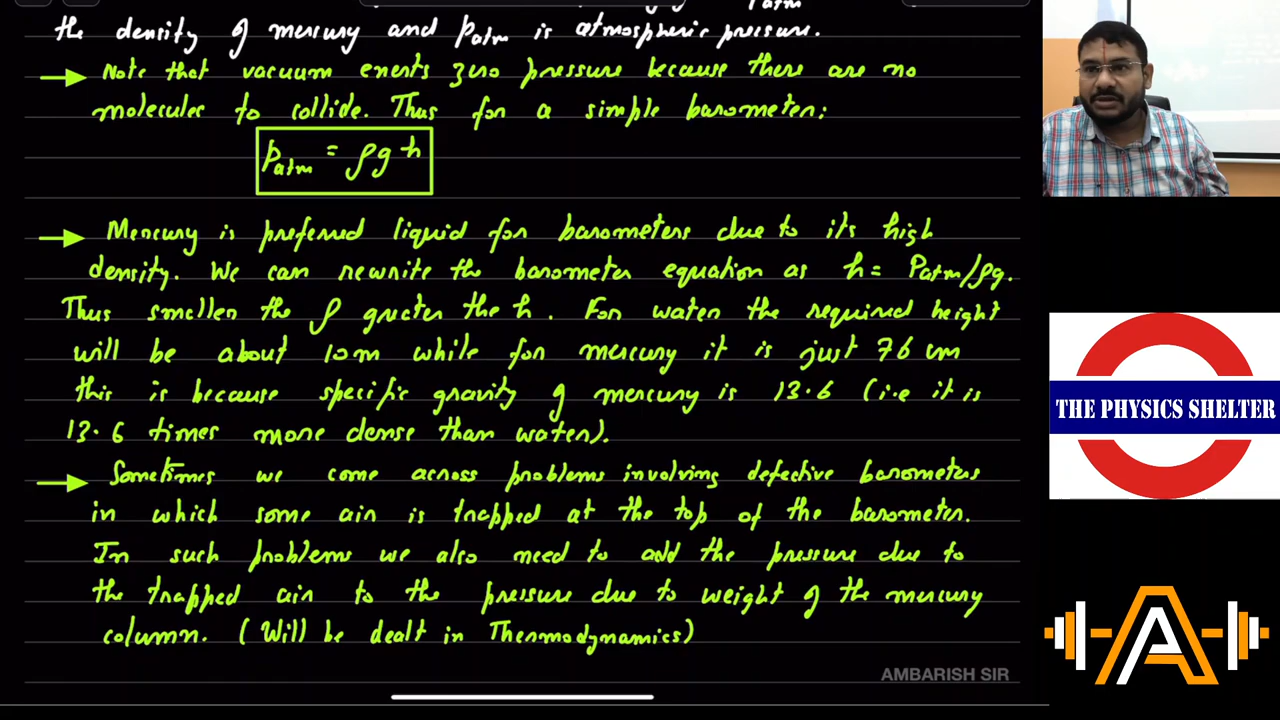 Patm
the density of mercury and Patm is atmospheric pressure.
→ Note that vacuum exerts zero pressure because there are no
molecules to collide. Thus for a simple barometer:
Patm = ρgh
→ Mercury is preferred liquid for barometers due to its high
density. We can rewrite the barometer equation as h = Patm/ρg.
Thus smaller the ρ greater the h. For water the required height
will be about 10m while for mercury it is just 76 cm
this is because specific gravity of mercury is 13.6 (i.e it is
13.6 times more dense than water).
→ Sometimes we come across problems involving defective barometers
in which some air is trapped at the top of the barometer.
In such problems we also need to add the pressure due to
the trapped air to the pressure due to weight of the mercury
column. (Will be dealt in Thermodynamics)
AMBARISH SIR
THE PHYSICS SHELTER
A